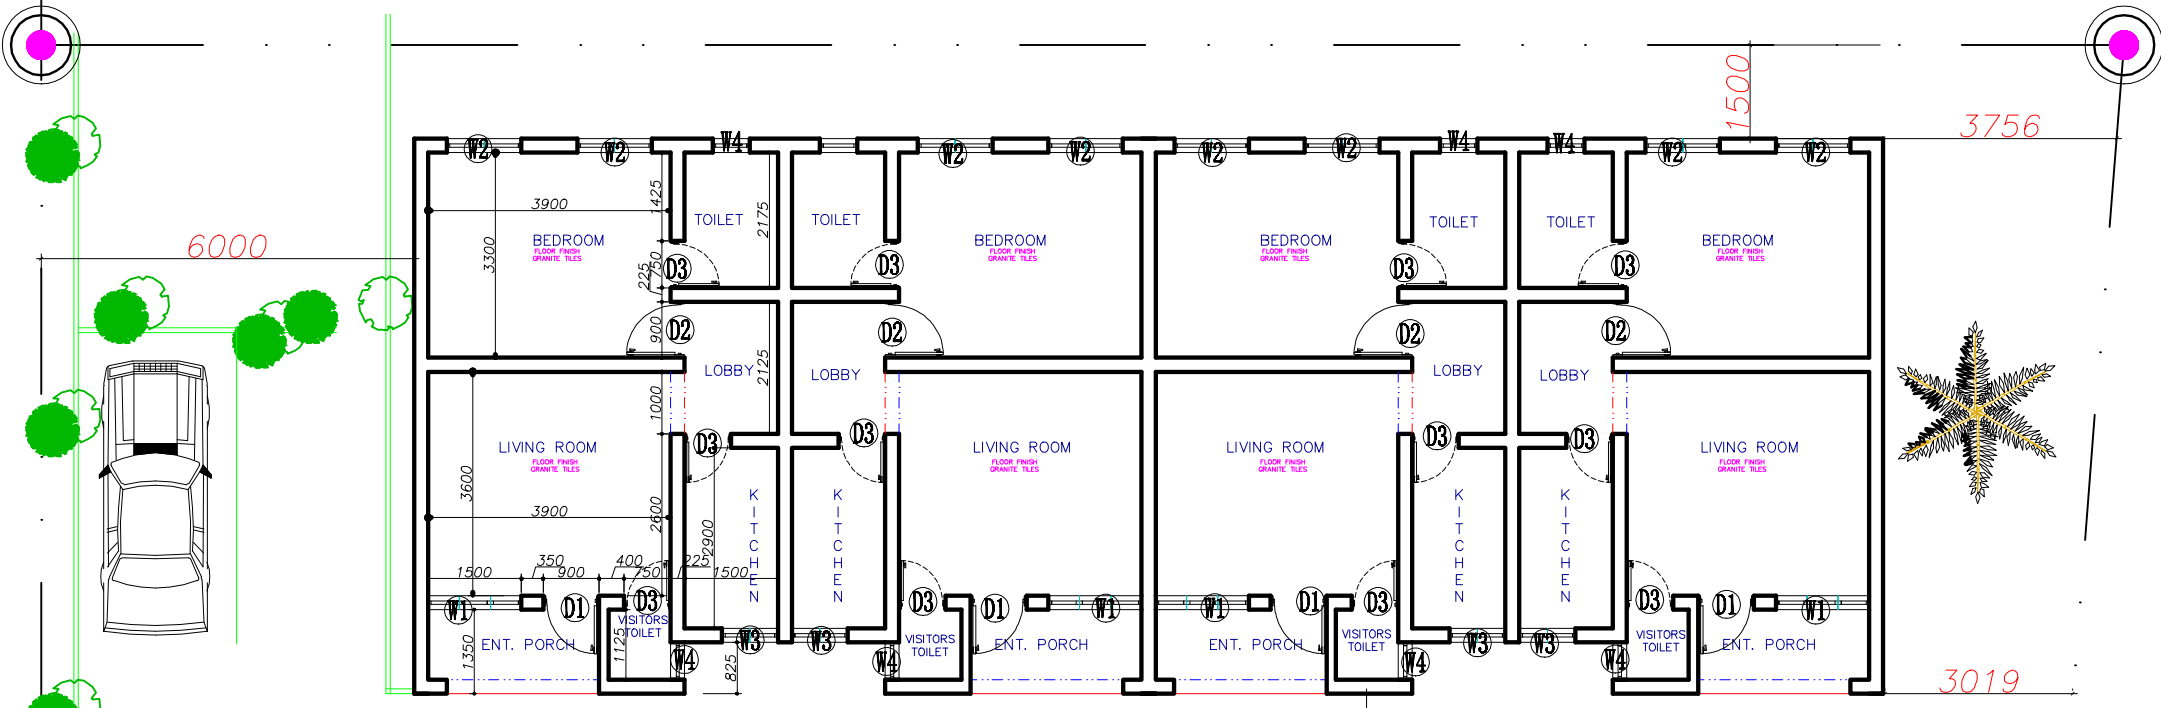 1500
3756
W2
W2
W4
W2
W2
W2
W2
W4
W4
W2
W2
3900
1425
2175
TOILET
TOILET
TOILET
TOILET
6000
3300
BEDROOM
FLOOR FINISH
GRANITE TILES
BEDROOM
FLOOR FINISH
GRANITE TILES
BEDROOM
FLOOR FINISH
GRANITE TILES
BEDROOM
FLOOR FINISH
GRANITE TILES
225
750
D3
D3
D3
D3
900
D2
D2
D2
D2
LOBBY
2125
LOBBY
LOBBY
LOBBY
1000
D3
D3
D3
D3
LIVING ROOM
FLOOR FINISH
GRANITE TILES
LIVING ROOM
FLOOR FINISH
GRANITE TILES
LIVING ROOM
FLOOR FINISH
GRANITE TILES
LIVING ROOM
FLOOR FINISH
GRANITE TILES
3600
3900
2600
2900
KITCHEN
KITCHEN
KITCHEN
KITCHEN
350
400
225
1500
900
750
1500
W1
D1
D3
D3
D1
W1
W1
D1
D3
D3
D1
W1
VISITORS
TOILET
VISITORS
TOILET
VISITORS
TOILET
VISITORS
TOILET
W3
W3
W3
W3
ENT. PORCH
ENT. PORCH
ENT. PORCH
ENT. PORCH
1350
1125
W4
825
W4
W4
W4
3019